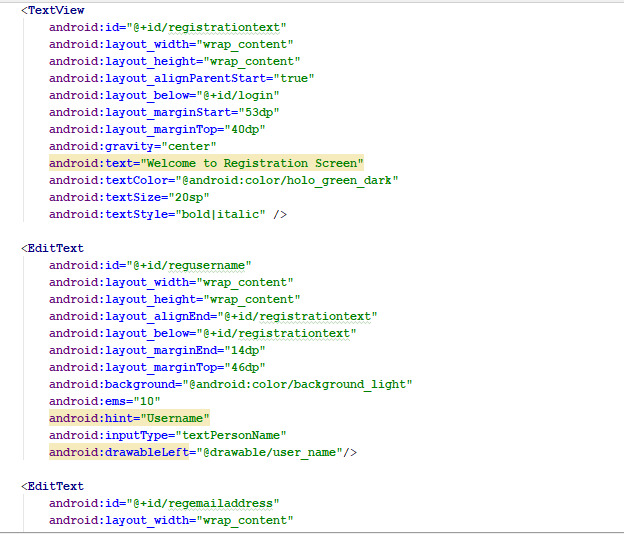 <TextView
android:id="@+id/registrationtext"
android:layout_width="wrap_content"
android:layout_height="wrap_content"
android:layout_alignParentStart="true"
android:layout_below="@+id/login"
android:layout_marginStart="53dp"
android:layout_marginTop="40dp"
android:gravity="center"
android:text="Welcome to Registration Screen"
android:textColor="@android:color/holo_green_dark"
android:textSize="20sp"
android:textStyle="bold|italic" />
<EditText
android:id="@+id/regusername"
android:layout_width="wrap_content"
android:layout_height="wrap_content"
android:layout_alignEnd="@+id/registrationtext"
android:layout_below="@+id/registrationtext"
android:layout_marginEnd="14dp"
android:layout_marginTop="46dp"
android:background="@android:color/background_light"
android:ems="10"
android:hint="Username"
android:inputType="textPersonName"
android:drawableLeft="@drawable/user_name"/>
<EditText
android:id="@+id/regemailaddress"
android:layout_width="wrap_content"